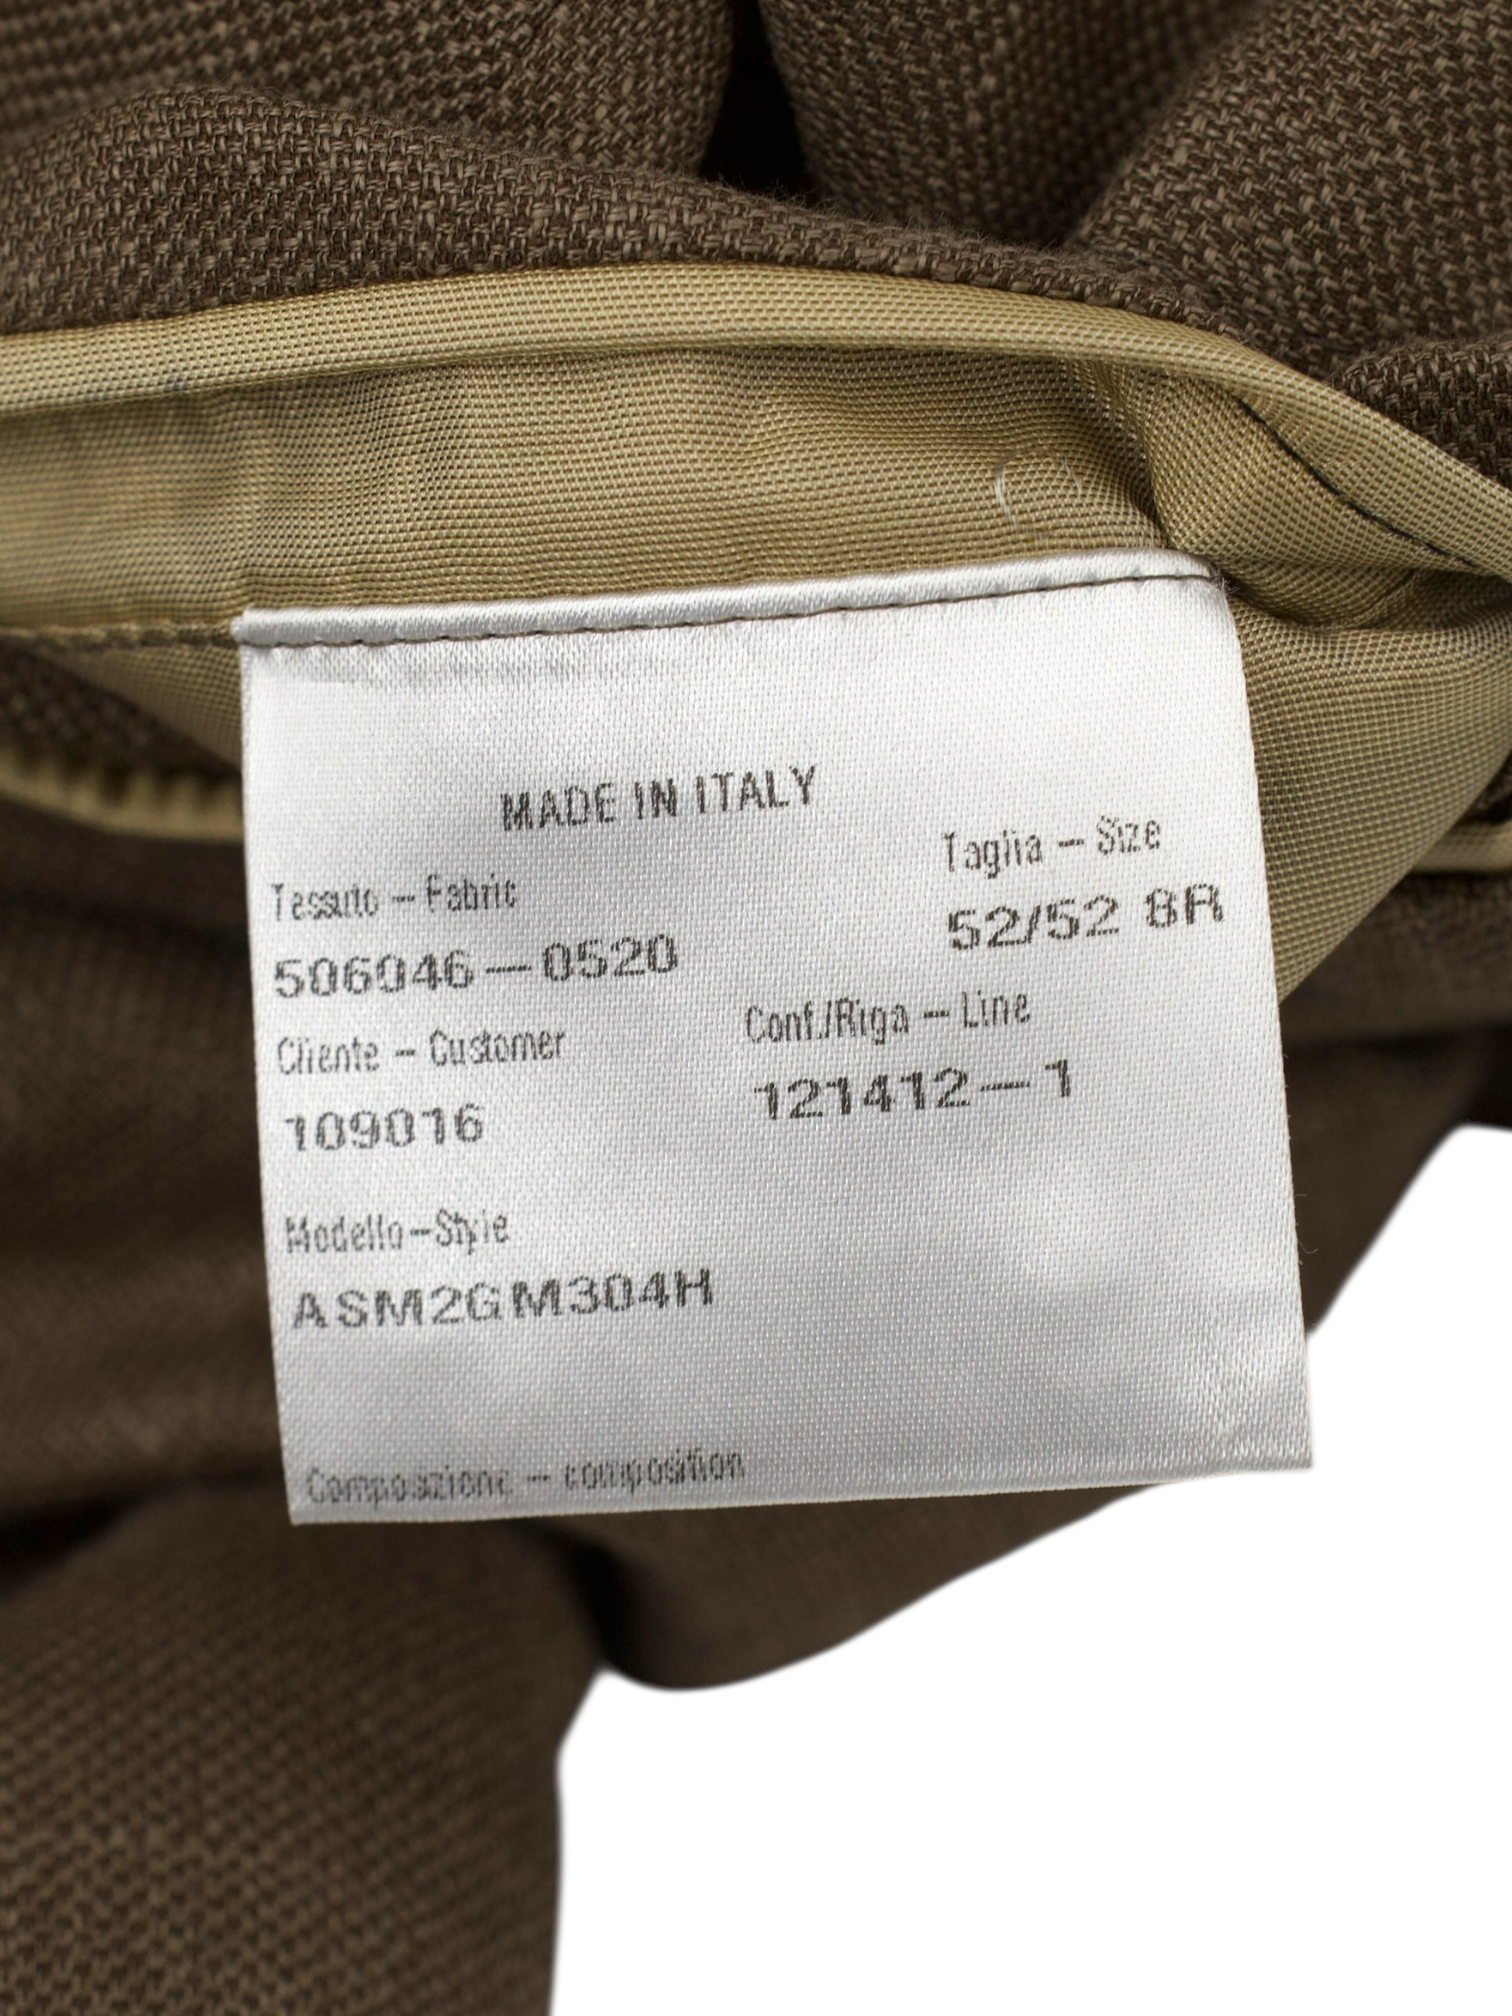 MADE IN ITALY
Taglia – Size
Tessuto – Fabric
52/52 8R
506046–0520
Conf./Riga – Line
Cliente – Customer
121412–1
109016
Modello–Style
ASM2GM304H
Composizione – composition